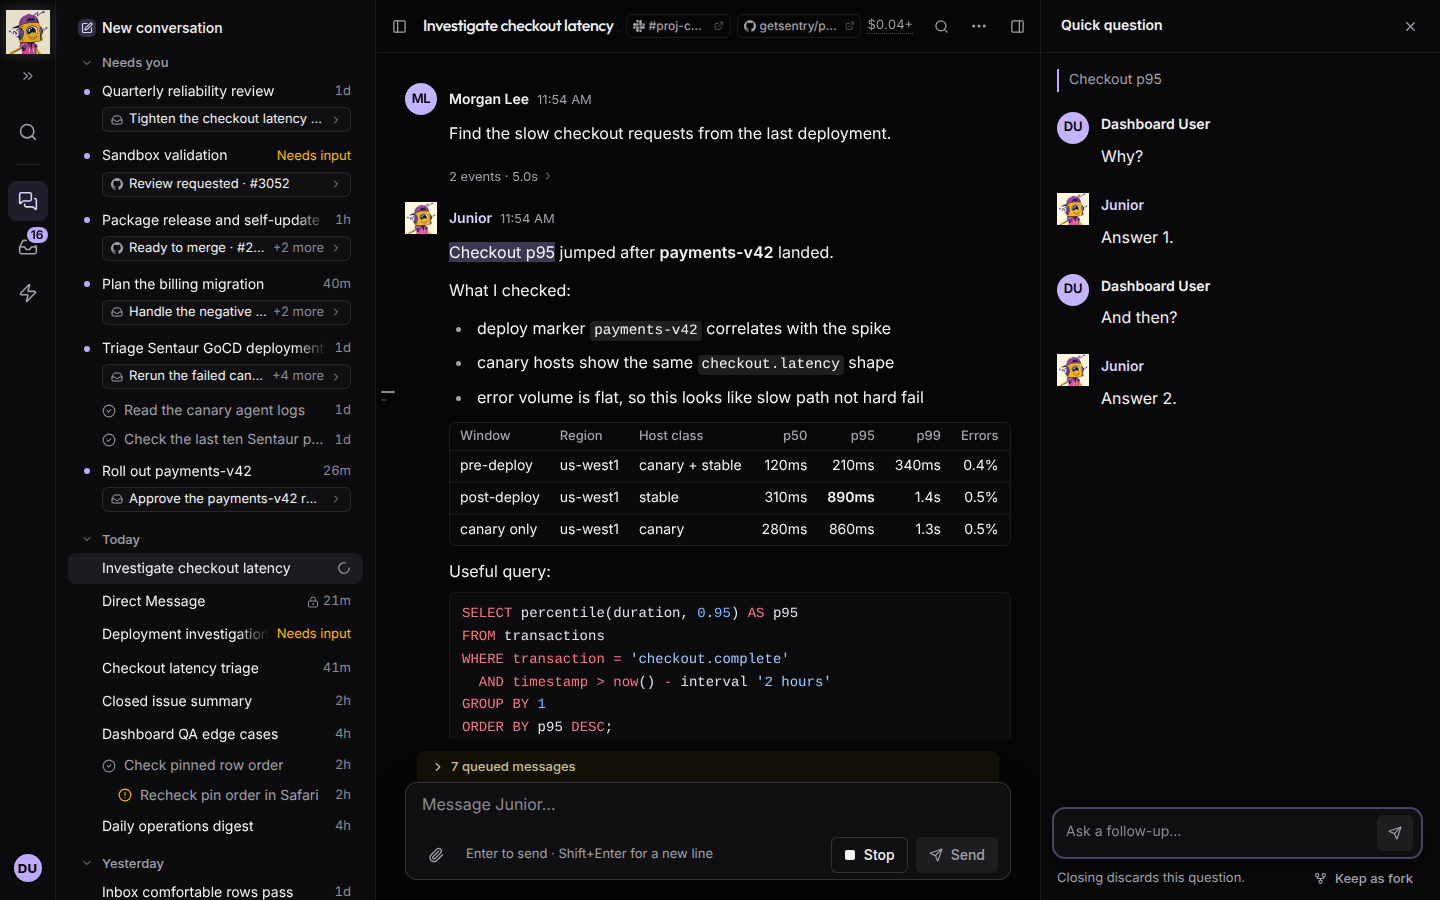 New conversation
Needs you
Quarterly reliability review 1d
Tighten the checkout latency ...
Sandbox validation Needs input
Review requested · #3052
Package release and self-update 1h
Ready to merge · #2... +2 more
Plan the billing migration 40m
Handle the negative ... +2 more
Triage Sentaur GoCD deployment 1d
Rerun the failed can... +4 more
Read the canary agent logs 1d
Check the last ten Sentaur p... 1d
Roll out payments-v42 26m
Approve the payments-v42 r...
Today
Investigate checkout latency
Direct Message 21m
Deployment investigation Needs input
Checkout latency triage 41m
Closed issue summary 2h
Dashboard QA edge cases 4h
Check pinned row order 2h
Recheck pin order in Safari 2h
Daily operations digest 4h
Yesterday
Inbox comfortable rows pass 1d
16
DU
Investigate checkout latency #proj-c... getsentry/p... $0.04+
ML Morgan Lee 11:54 AM
Find the slow checkout requests from the last deployment.
2 events · 5.0s
Junior 11:54 AM
Checkout p95 jumped after payments-v42 landed.
What I checked:
• deploy marker payments-v42 correlates with the spike
• canary hosts show the same checkout.latency shape
• error volume is flat, so this looks like slow path not hard fail
Window Region Host class p50 p95 p99 Errors
pre-deploy us-west1 canary + stable 120ms 210ms 340ms 0.4%
post-deploy us-west1 stable 310ms 890ms 1.4s 0.5%
canary only us-west1 canary 280ms 860ms 1.3s 0.5%
Useful query:
SELECT percentile(duration, 0.95) AS p95
FROM transactions
WHERE transaction = 'checkout.complete'
AND timestamp > now() - interval '2 hours'
GROUP BY 1
ORDER BY p95 DESC;
7 queued messages
Message Junior...
Enter to send · Shift+Enter for a new line Stop Send
Quick question
Checkout p95
DU Dashboard User
Why?
Junior
Answer 1.
DU Dashboard User
And then?
Junior
Answer 2.
Ask a follow-up...
Closing discards this question. Keep as fork